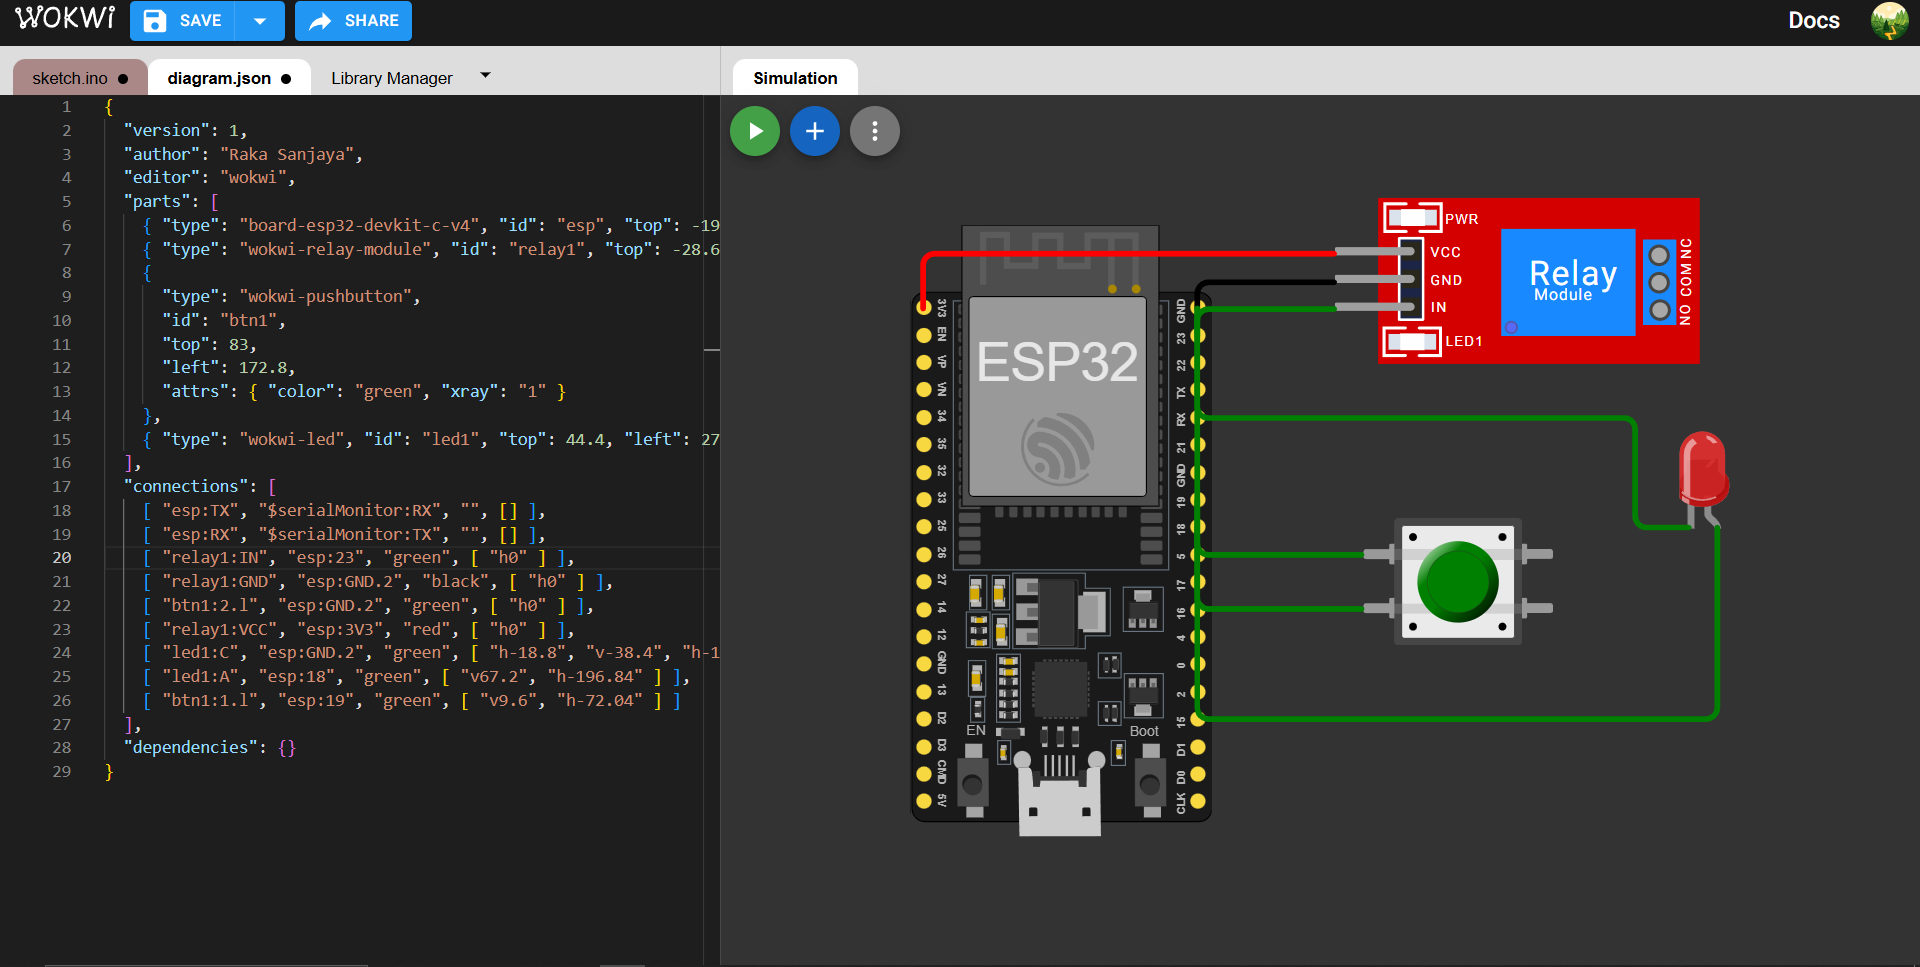 WOKWi
SAVE
SHARE
Docs
sketch.ino
diagram.json
Library Manager
Simulation
1 {
2 "version": 1,
3 "author": "Raka Sanjaya",
4 "editor": "wokwi",
5 "parts": [
6 { "type": "board-esp32-devkit-c-v4", "id": "esp", "top": -19
7 { "type": "wokwi-relay-module", "id": "relay1", "top": -28.6
8 {
9 "type": "wokwi-pushbutton",
10 "id": "btn1",
11 "top": 83,
12 "left": 172.8,
13 "attrs": { "color": "green", "xray": "1" }
14 },
15 { "type": "wokwi-led", "id": "led1", "top": 44.4, "left": 27
16 ],
17 "connections": [
18 [ "esp:TX", "$serialMonitor:RX", "", [] ],
19 [ "esp:RX", "$serialMonitor:TX", "", [] ],
20 [ "relay1:IN", "esp:23", "green", [ "h0" ] ],
21 [ "relay1:GND", "esp:GND.2", "black", [ "h0" ] ],
22 [ "btn1:2.l", "esp:GND.2", "green", [ "h0" ] ],
23 [ "relay1:VCC", "esp:3V3", "red", [ "h0" ] ],
24 [ "led1:C", "esp:GND.2", "green", [ "h-18.8", "v-38.4", "h-1
25 [ "led1:A", "esp:18", "green", [ "v67.2", "h-196.84" ] ],
26 [ "btn1:1.l", "esp:19", "green", [ "v9.6", "h-72.04" ] ]
27 ],
28 "dependencies": {}
29 }
PWR
VCC
GND
IN
LED1
Relay
Module
NO COM NC
ESP32
3V3
EN
VP
VN
34
35
32
33
25
26
27
14
12
GND
13
D2
D3
CMD
5V
GND
23
22
TX
RX
21
GND
19
18
5
17
16
4
0
2
15
D1
D0
CLK
EN
Boot